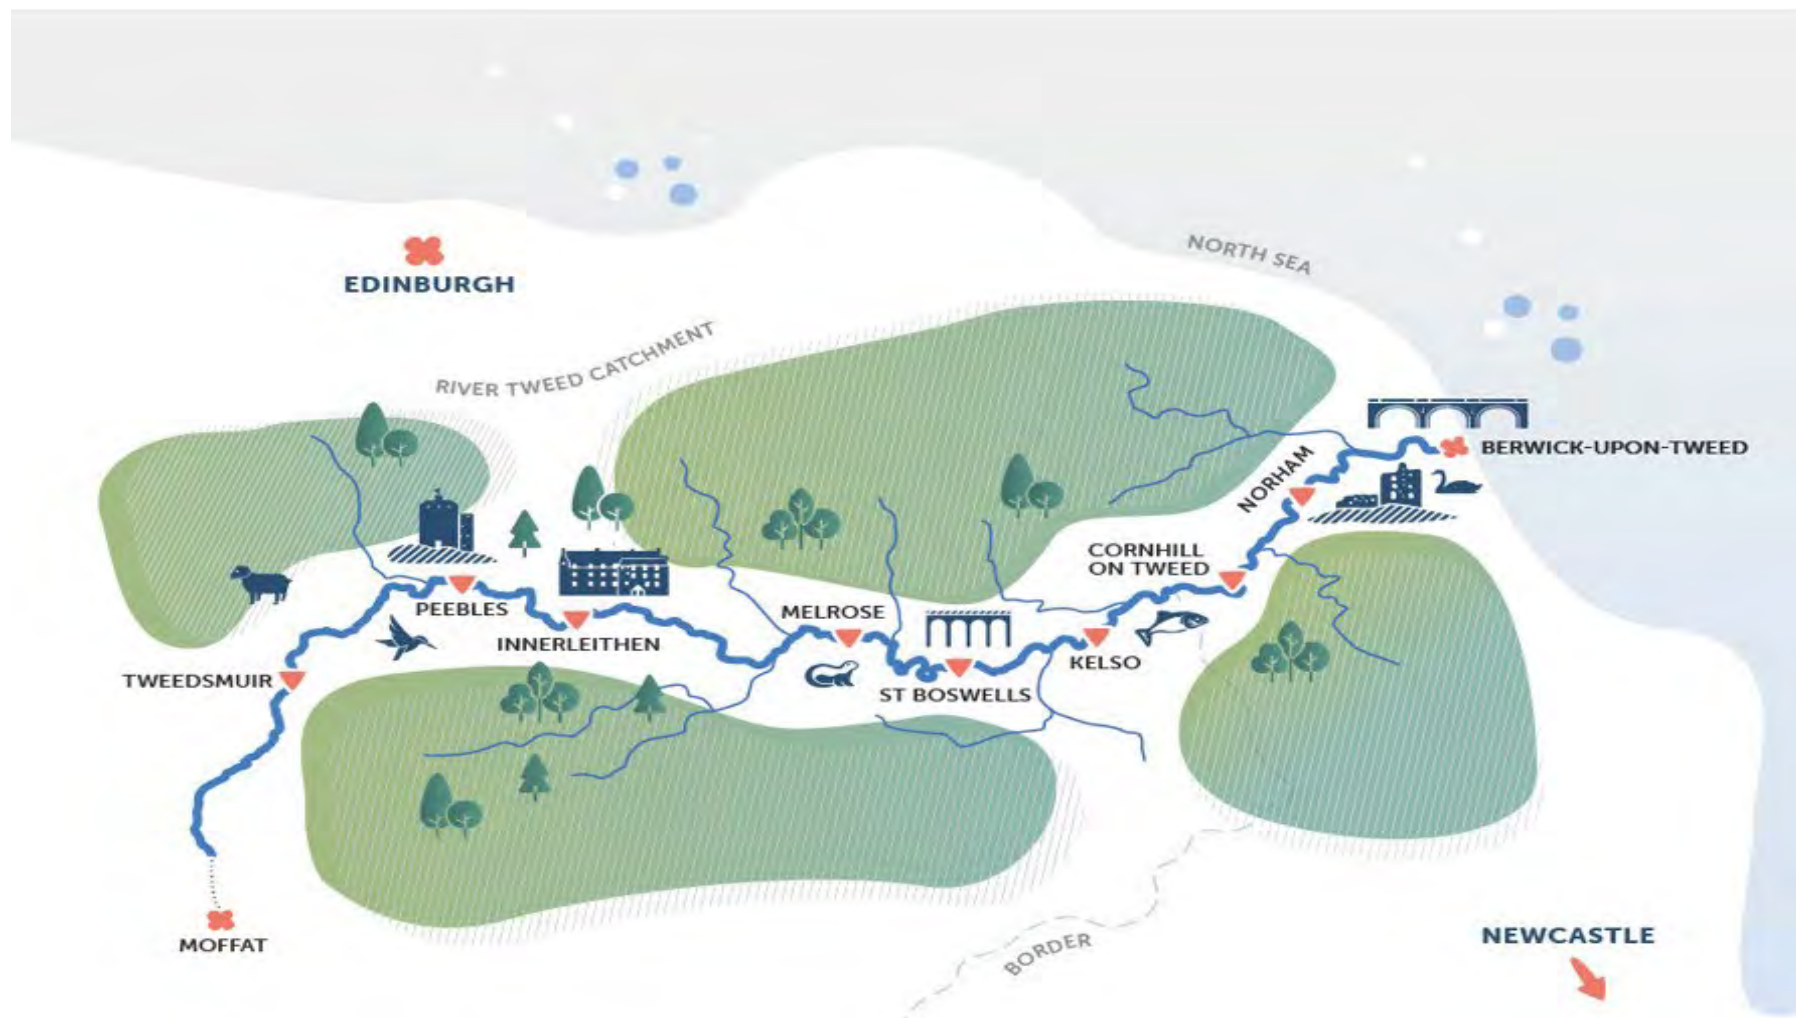 NORTH SEA
EDINBURGH
RIVER TWEED CATCHMENT
BERWICK-UPON-TWEED
NORHAM
CORNHILL
ON TWEED
PEEBLES
MELROSE
INNERLEITHEN
KELSO
TWEEDSMUIR
ST BOSWELLS
MOFFAT
BORDER
NEWCASTLE